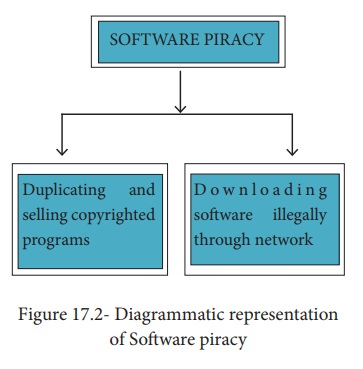 SOFTWARE PIRACY
Duplicating and
selling copyrighted
programs
Downloading
software illegally
through network
Figure 17.2- Diagrammatic representation
of Software piracy